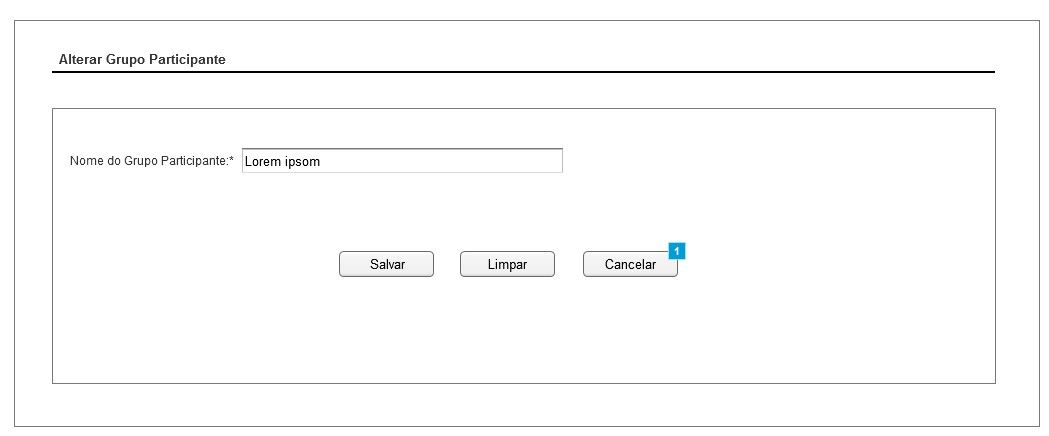 Alterar Grupo Participante
Nome do Grupo Participante:* Lorem ipsom
Salvar Limpar Cancelar 1